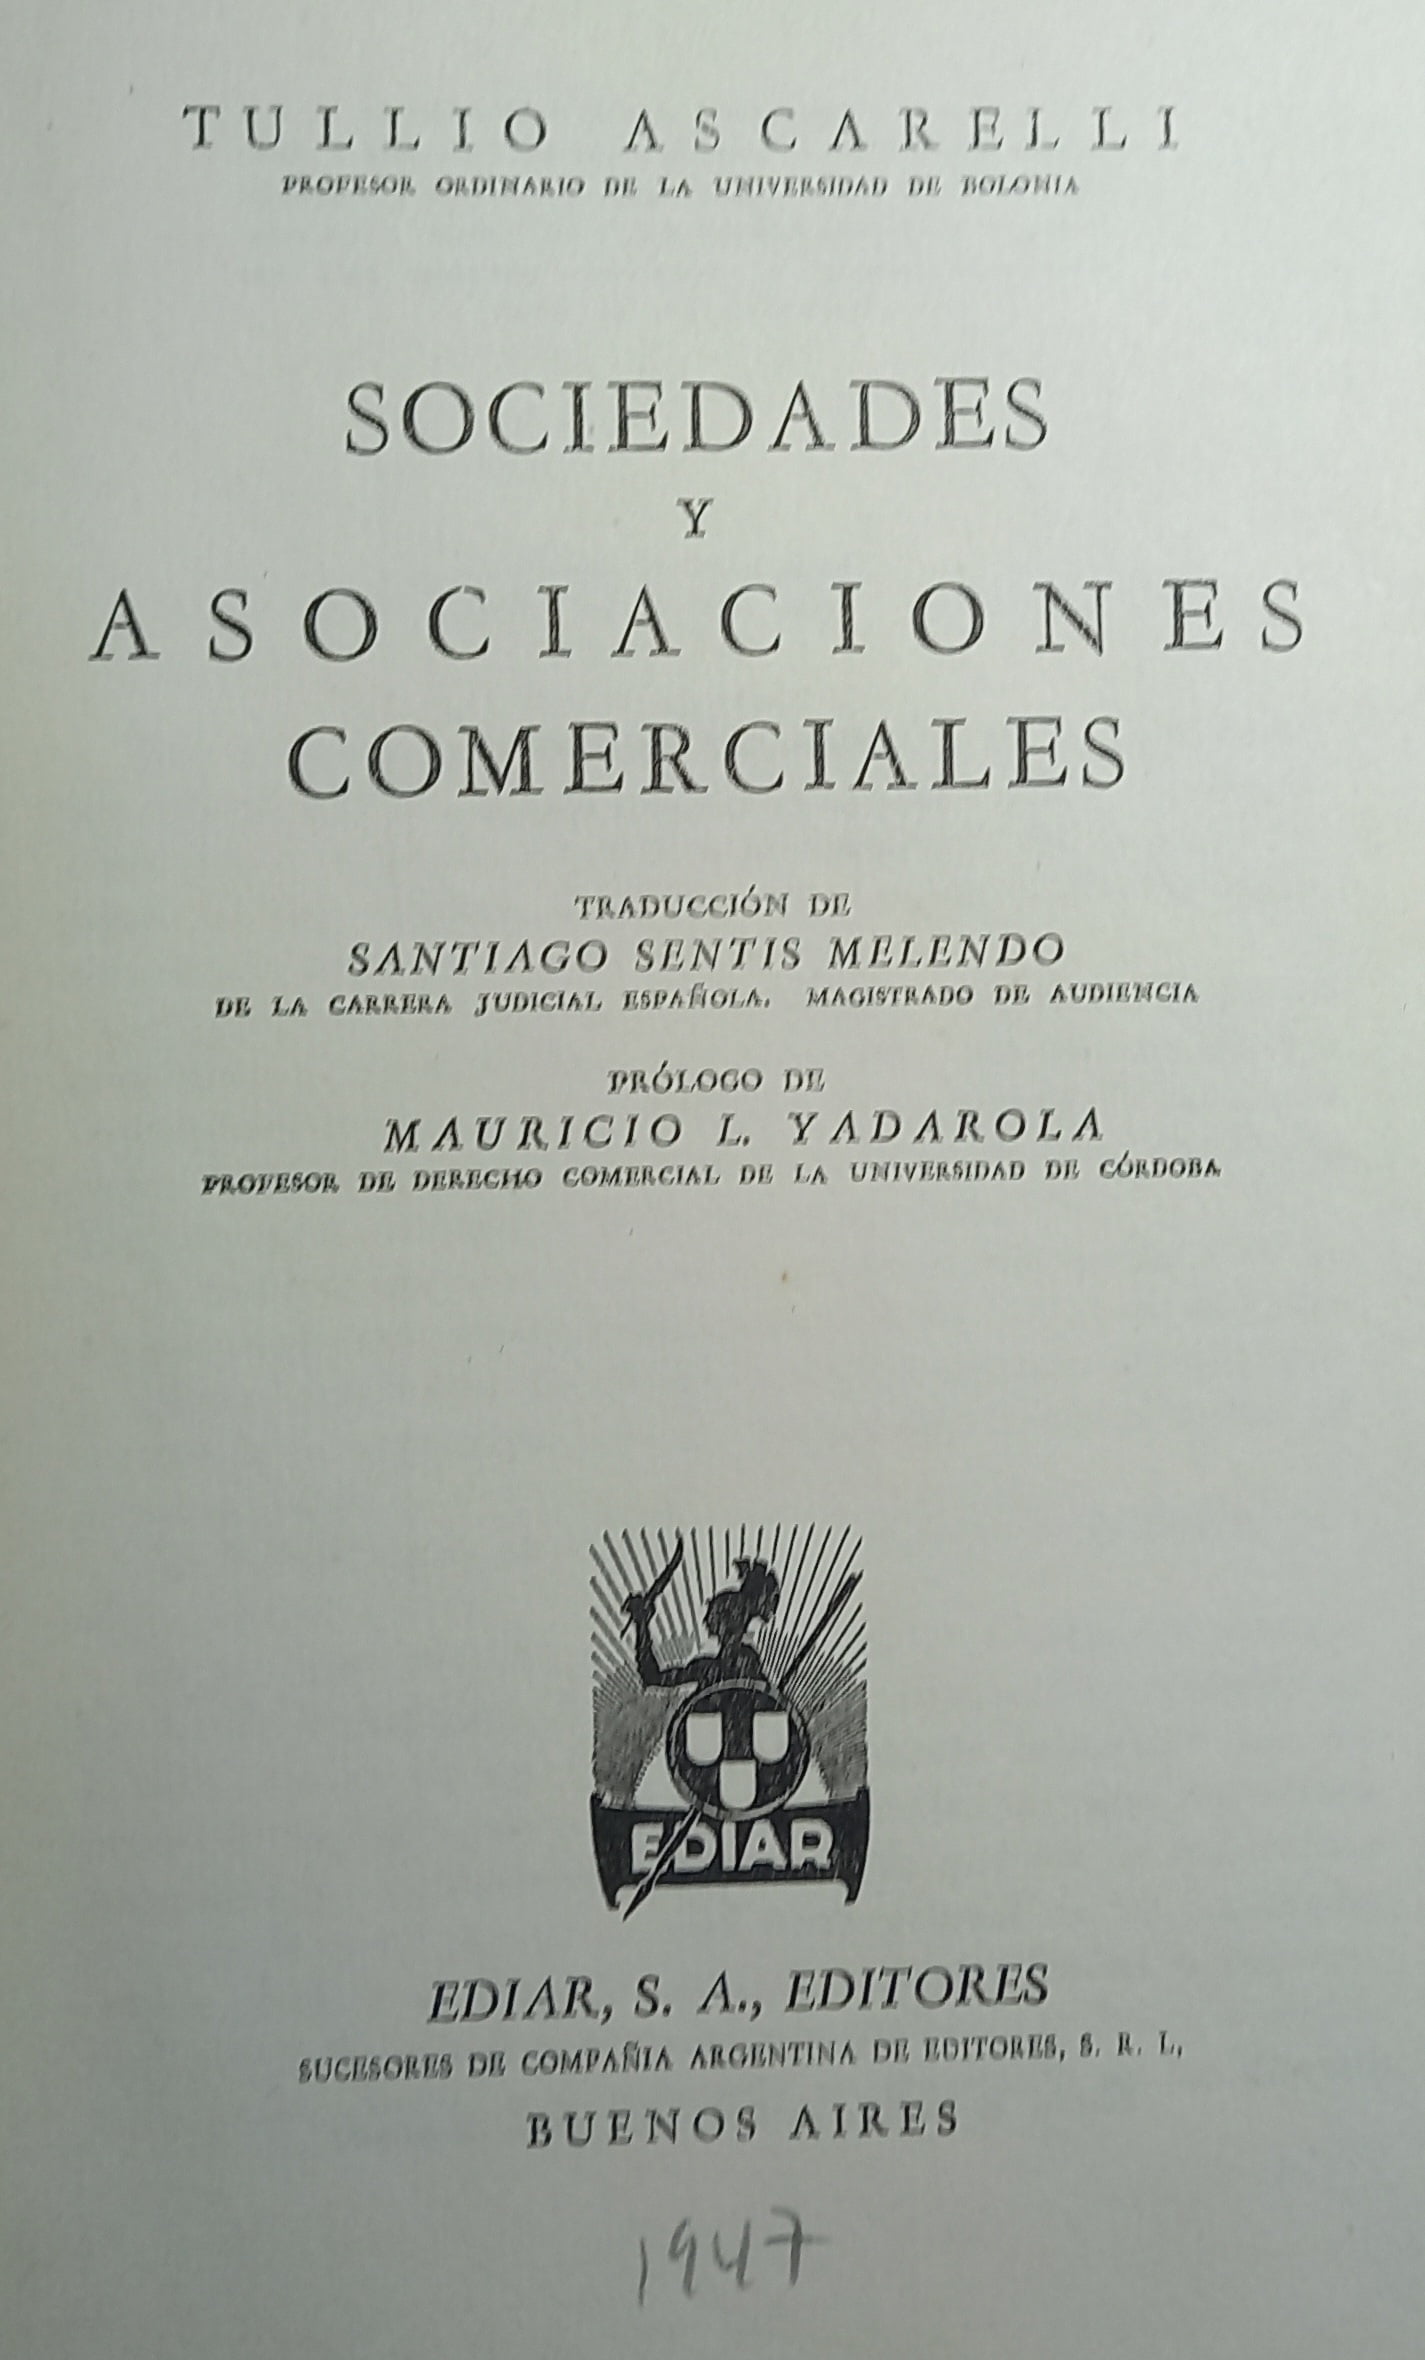 TULLIO ASCARELLI
PROFESOR ORDINARIO DE LA UNIVERSIDAD DE BOLONIA
SOCIEDADES
Y
ASOCIACIONES
COMERCIALES
TRADUCCIÓN DE
SANTIAGO SENTIS MELENDO
DE LA CARRERA JUDICIAL ESPAÑOLA. MAGISTRADO DE AUDIENCIA
PRÓLOGO DE
MAURICIO L. YADAROLA
PROFESOR DE DERECHO COMERCIAL DE LA UNIVERSIDAD DE CÓRDOBA
EDIAR
EDIAR, S. A., EDITORES
SUCESORES DE COMPAÑIA ARGENTINA DE EDITORES, S. R. L,
BUENOS AIRES
1947